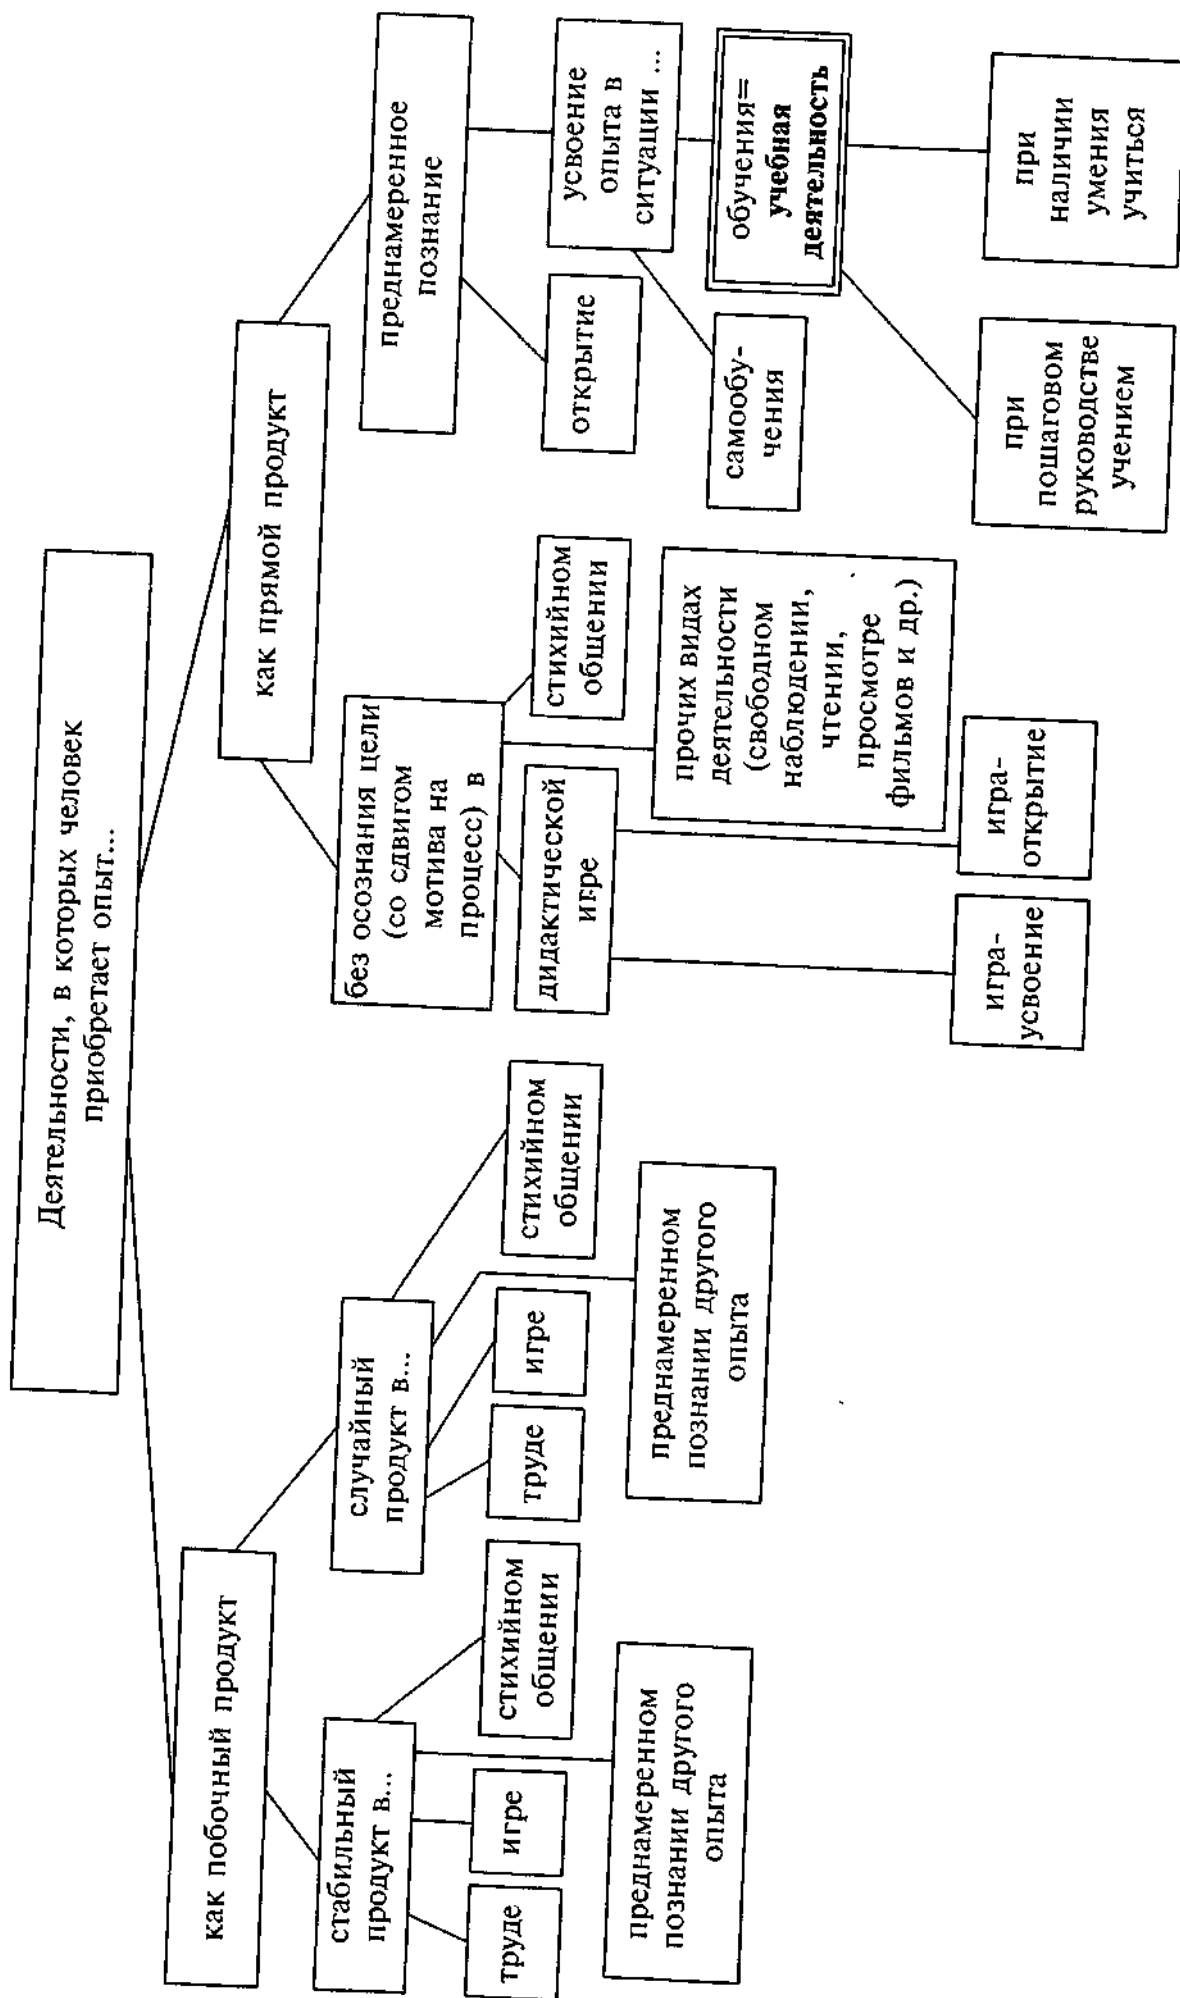 Деятельности, в которых человек
приобретает опыт...
как побочный продукт
как прямой продукт
стабильный
продукт в...
случайный
продукт в...
без осознания цели
(со сдвигом
мотива на
процесс) в
преднамеренное
познание
труде
игре
стихийном
общении
преднамеренном
познании другого
опыта
труде
игре
стихийном
общении
преднамеренном
познании другого
опыта
дидактической
игре
стихийном
общении
прочих видах
деятельности
(свободном
наблюдении,
чтении,
просмотре
фильмов и др.)
игра-
усвоение
игра-
открытие
открытие
усвоение
опыта в
ситуации ...
самообу-
чения
обучения=
учебная
деятельность
при
пошаговом
руководстве
учением
при
наличии
умения
учиться